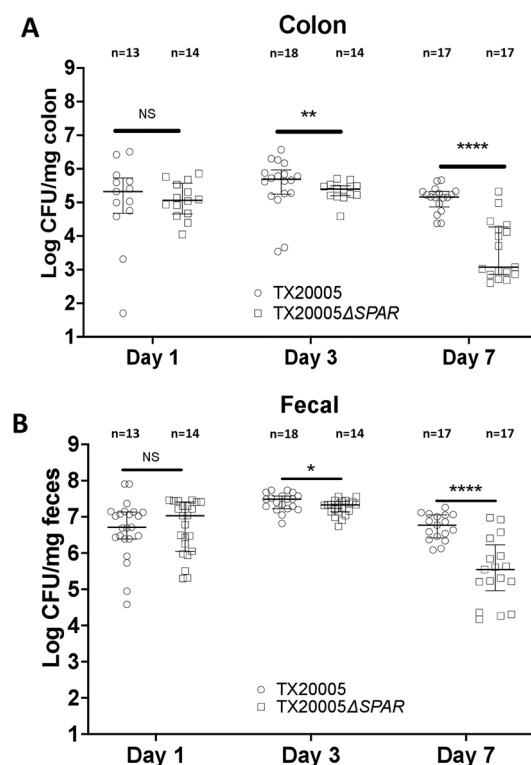 A
Colon
n=13 n=14 n=18 n=14 n=17 n=17
NS ** ****
Log CFU/mg colon
9
8
7
6
5
4
3
2
1
TX20005
TX20005ΔSPAR
Day 1 Day 3 Day 7
B
Fecal
n=13 n=14 n=18 n=14 n=17 n=17
NS * ****
Log CFU/mg feces
9
8
7
6
5
4
3
2
1
TX20005
TX20005ΔSPAR
Day 1 Day 3 Day 7